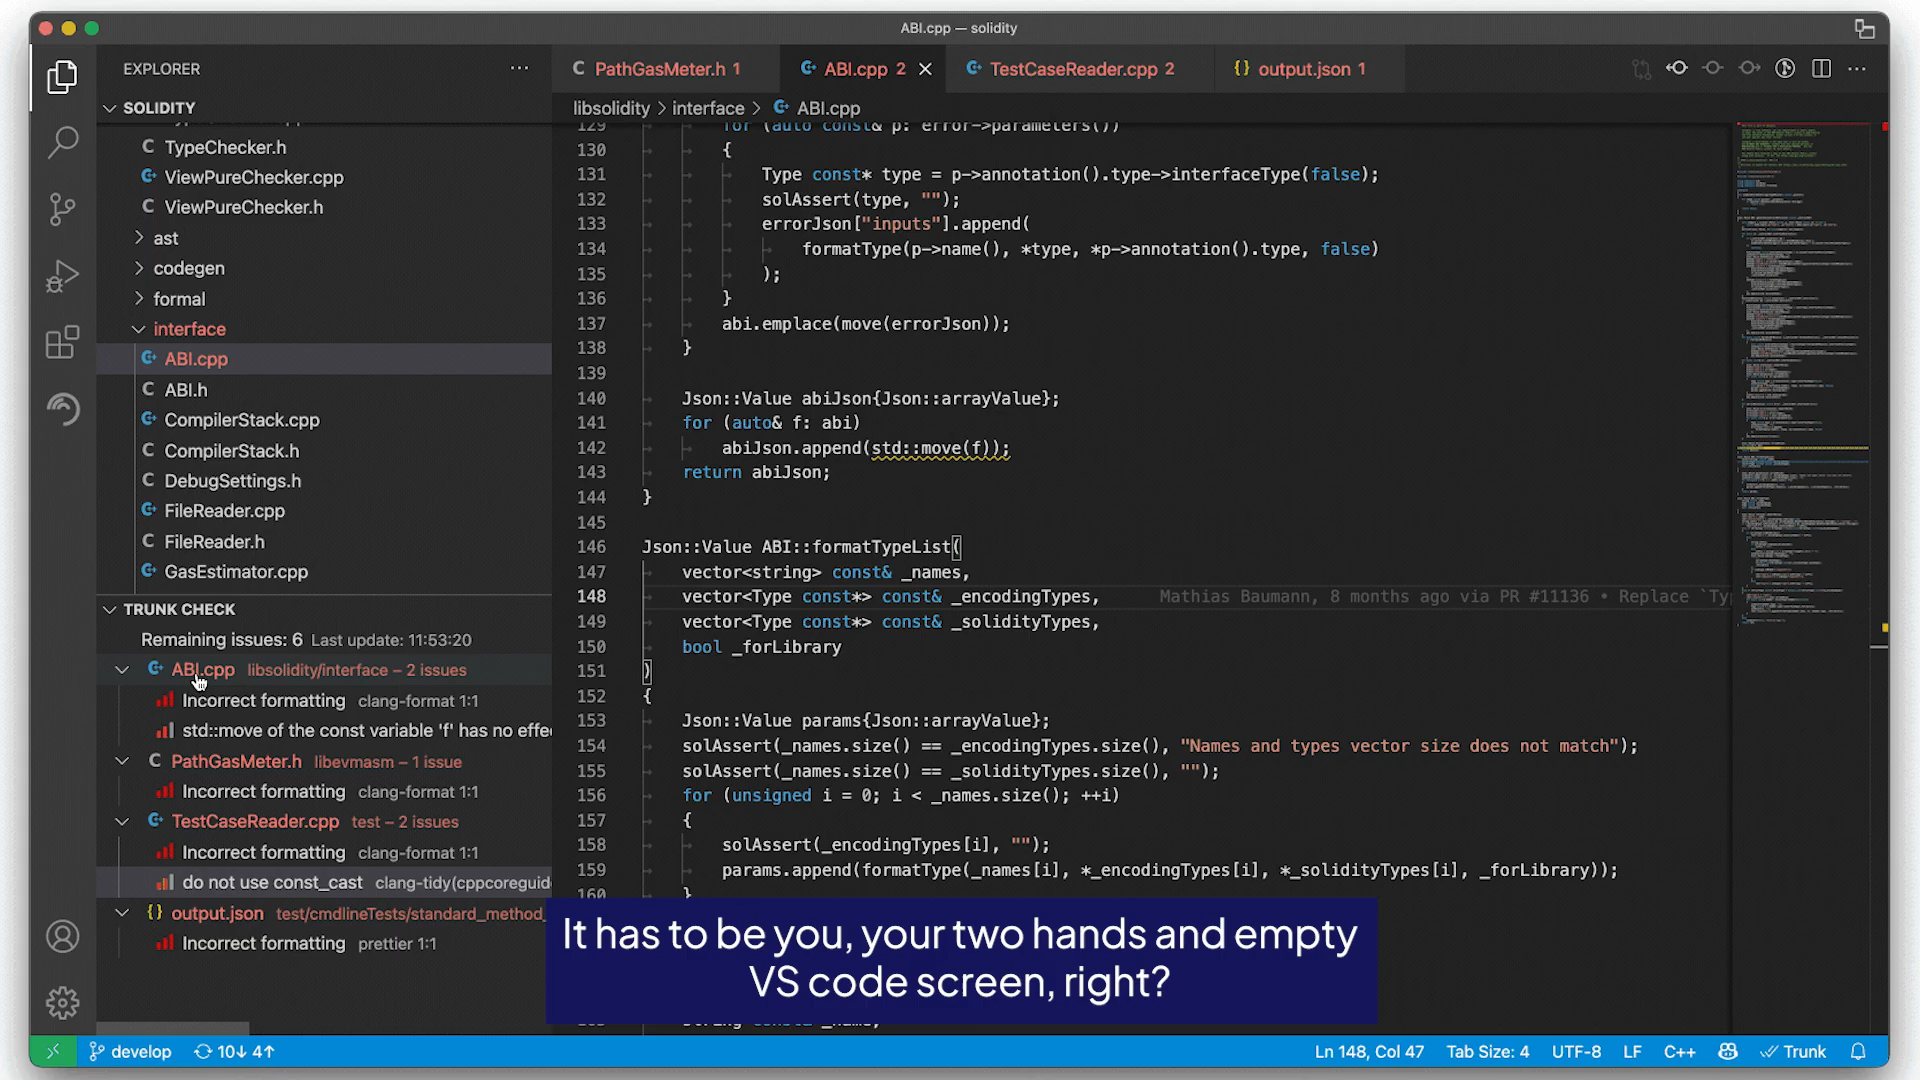 ABI.cpp — solidity
EXPLORER
SOLIDITY
TypeChecker.h
ViewPureChecker.cpp
ViewPureChecker.h
ast
codegen
formal
interface
ABI.cpp
ABI.h
CompilerStack.cpp
CompilerStack.h
DebugSettings.h
FileReader.cpp
FileReader.h
GasEstimator.cpp
TRUNK CHECK
Remaining issues: 6 Last update: 11:53:20
ABI.cpp libsolidity/interface – 2 issues
Incorrect formatting clang-format 1:1
std::move of the const variable 'f' has no effe
PathGasMeter.h libevmasm – 1 issue
Incorrect formatting clang-format 1:1
TestCaseReader.cpp test – 2 issues
Incorrect formatting clang-format 1:1
do not use const_cast clang-tidy(cppcoreguid
output.json test/cmdlineTests/standard_method_
Incorrect formatting prettier 1:1
PathGasMeter.h 1
ABI.cpp 2
TestCaseReader.cpp 2
output.json 1
libsolidity > interface > ABI.cpp
129 for (auto const& p: error->parameters())
130 {
131 Type const* type = p->annotation().type->interfaceType(false);
132 solAssert(type, "");
133 errorJson["inputs"].append(
134 formatType(p->name(), *type, *p->annotation().type, false)
135 );
136 }
137 abi.emplace(move(errorJson));
138 }
139
140 Json::Value abiJson{Json::arrayValue};
141 for (auto& f: abi)
142 abiJson.append(std::move(f));
143 return abiJson;
144 }
145
146 Json::Value ABI::formatTypeList(
147 vector<string> const& _names,
148 vector<Type const*> const& _encodingTypes, Mathias Baumann, 8 months ago via PR #11136 • Replace `Ty
149 vector<Type const*> const& _solidityTypes,
150 bool _forLibrary
151 )
152 {
153 Json::Value params{Json::arrayValue};
154 solAssert(_names.size() == _encodingTypes.size(), "Names and types vector size does not match");
155 solAssert(_names.size() == _solidityTypes.size(), "");
156 for (unsigned i = 0; i < _names.size(); ++i)
157 {
158 solAssert(_encodingTypes[i], "");
159 params.append(formatType(_names[i], *_encodingTypes[i], *_solidityTypes[i], _forLibrary));
160 }
It has to be you, your two hands and empty
VS code screen, right?
develop 10↓ 4↑
Ln 148, Col 47 Tab Size: 4 UTF-8 LF C++ Trunk